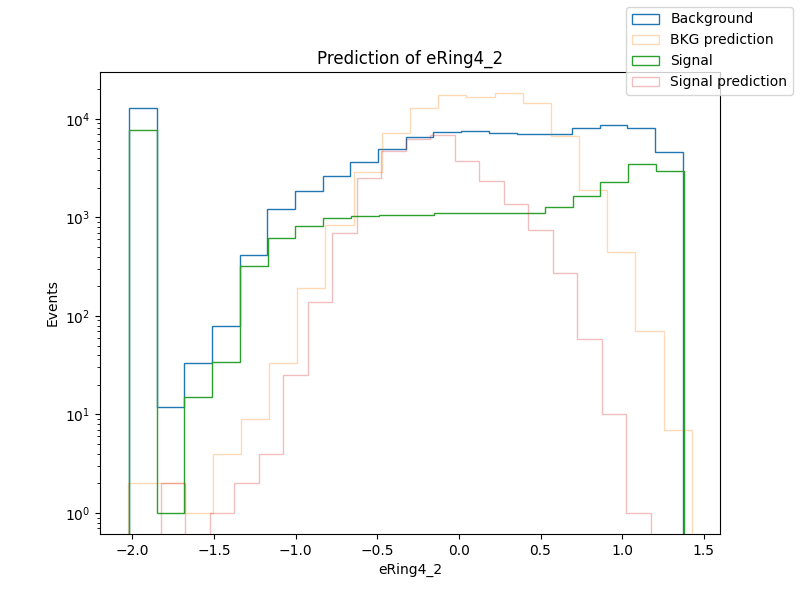 Prediction of eRing4_2
Background
BKG prediction
Signal
Signal prediction
Events
10^4
10^3
10^2
10^1
10^0
−2.0 −1.5 −1.0 −0.5 0.0 0.5 1.0 1.5
eRing4_2